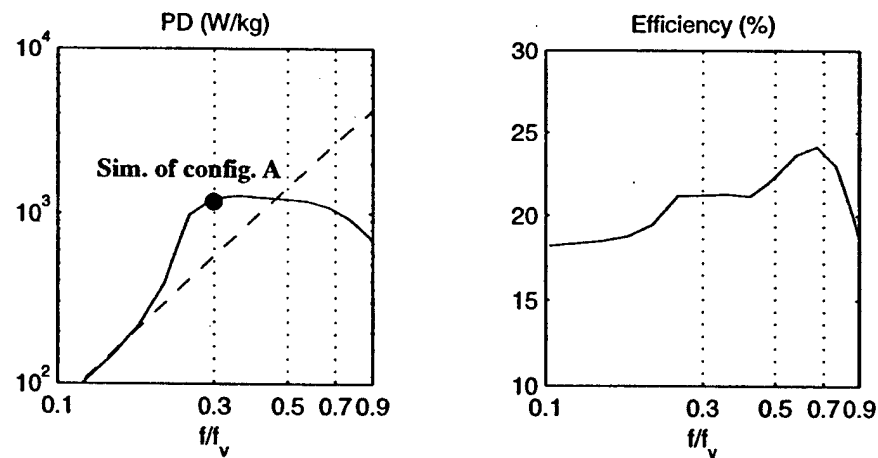 PD (W/kg)
10^4
10^3
10^2
Sim. of config. A
0.1 0.3 0.5 0.7 0.9
f/f_v
Efficiency (%)
30
25
20
15
10
0.1 0.3 0.5 0.7 0.9
f/f_v